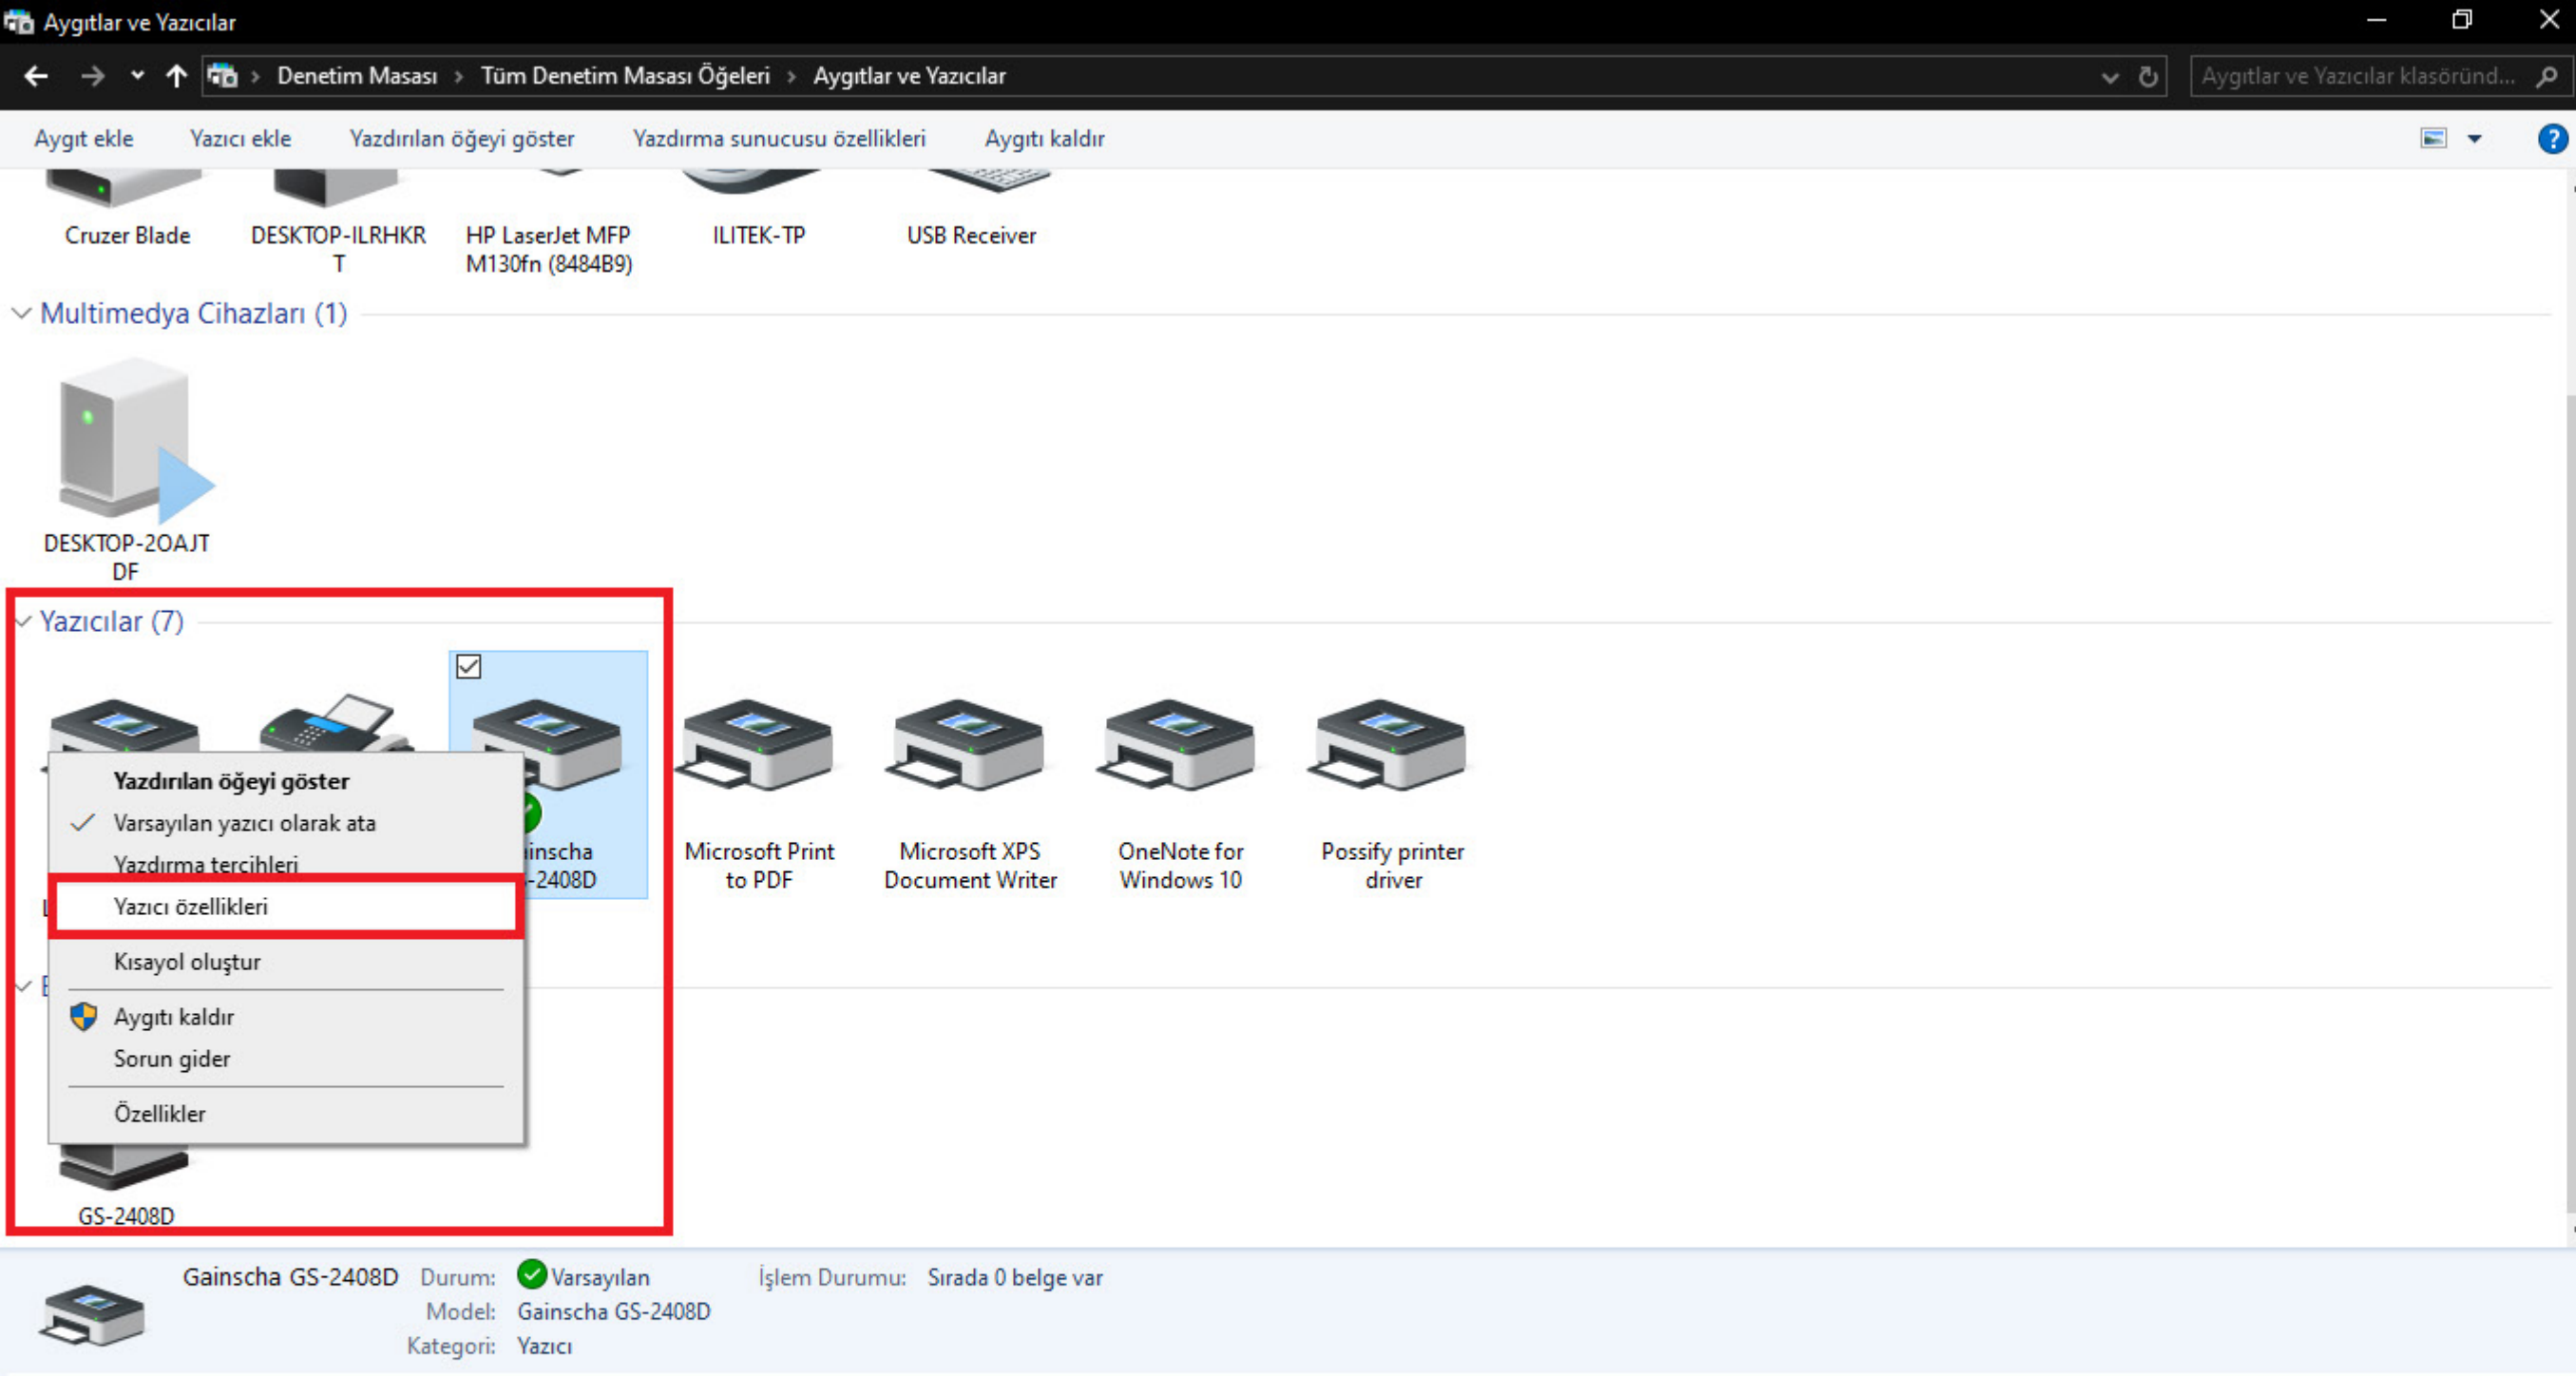 Aygıtlar ve Yazıcılar
Denetim Masası > Tüm Denetim Masası Öğeleri > Aygıtlar ve Yazıcılar
Aygıtlar ve Yazıcılar klasöründ...
Aygıt ekle Yazıcı ekle Yazdırılan öğeyi göster Yazdırma sunucusu özellikleri Aygıtı kaldır
Cruzer Blade
DESKTOP-ILRHKR
T
HP LaserJet MFP
M130fn (8484B9)
ILITEK-TP
USB Receiver
Multimedya Cihazları (1)
DESKTOP-2OAJT
DF
Yazıcılar (7)
Yazdırılan öğeyi göster
Varsayılan yazıcı olarak ata
Yazdırma tercihleri
Yazıcı özellikleri
Kısayol oluştur
Aygıtı kaldır
Sorun gider
Özellikler
inscha
-2408D
Microsoft Print
to PDF
Microsoft XPS
Document Writer
OneNote for
Windows 10
Possify printer
driver
GS-2408D
Gainscha GS-2408D Durum: Varsayılan İşlem Durumu: Sırada 0 belge var
Model: Gainscha GS-2408D
Kategori: Yazıcı